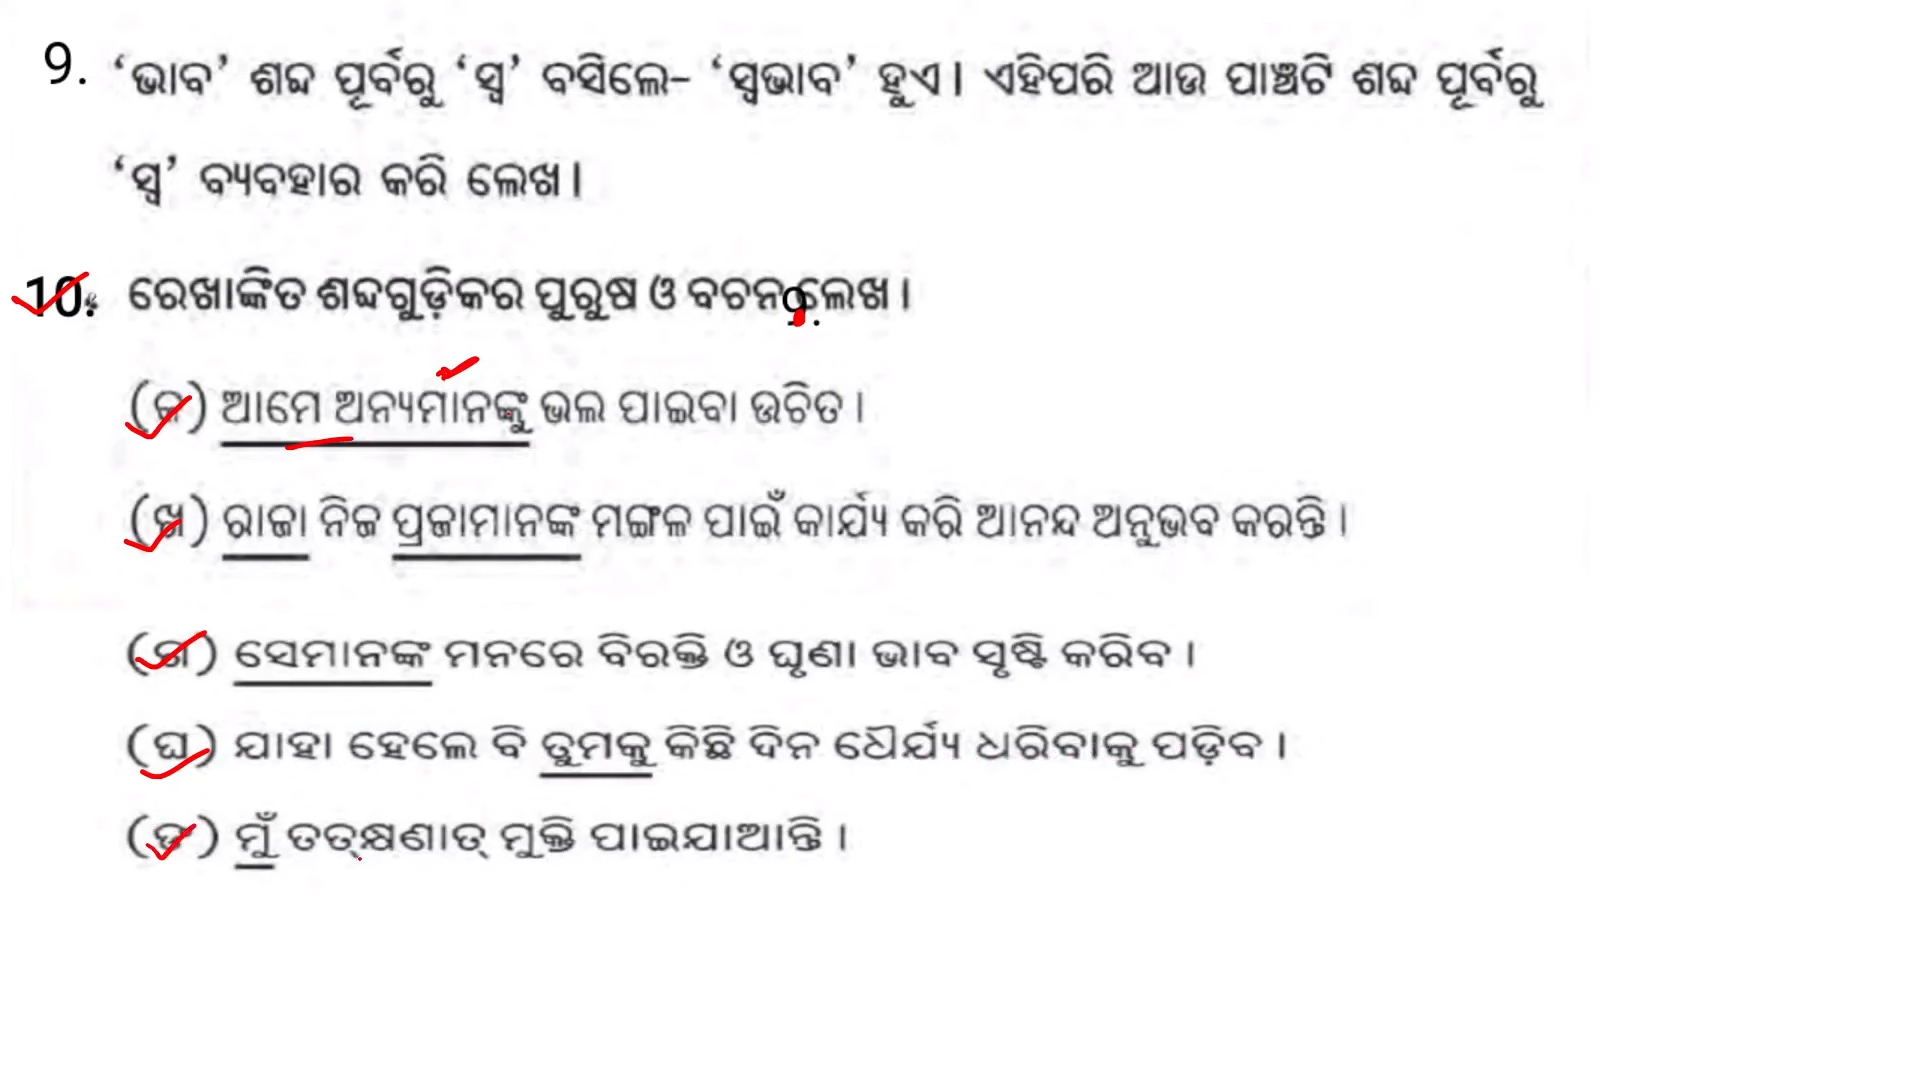 9. ‘ଭାବ’ ଶବ୍ଦ ପୂର୍ବରୁ ‘ସ୍ୱ’ ବସିଲେ– ‘ସ୍ୱଭାବ’ ହୁଏ। ଏହିପରି ଆଉ ପାଞ୍ଚଟି ଶବ୍ଦ ପୂର୍ବରୁ
‘ସ୍ୱ’ ବ୍ୟବହାର କରି ଲେଖ।
10. ରେଖାଙ୍କିତ ଶବ୍ଦଗୁଡ଼ିକର ପୁରୁଷ ଓ ବଚନ ଲେଖ। 9.
(କ) ଆମେ ଅନ୍ୟମାନଙ୍କୁ ଭଲ ପାଇବା ଉଚିତ।
(ଖ) ରାଜା ନିଜ ପ୍ରଜାମାନଙ୍କ ମଙ୍ଗଳ ପାଇଁ କାର୍ଯ୍ୟ କରି ଆନନ୍ଦ ଅନୁଭବ କରନ୍ତି।
(ଗ) ସେମାନଙ୍କ ମନରେ ବିରକ୍ତି ଓ ଘୃଣା ଭାବ ସୃଷ୍ଟି କରିବ।
(ଘ) ଯାହା ହେଲେ ବି ତୁମକୁ କିଛି ଦିନ ଧୈର୍ଯ୍ୟ ଧରିବାକୁ ପଡ଼ିବ।
(ଙ) ମୁଁ ତତ୍‌କ୍ଷଣାତ୍ ମୁକ୍ତି ପାଇଯାଆନ୍ତି।